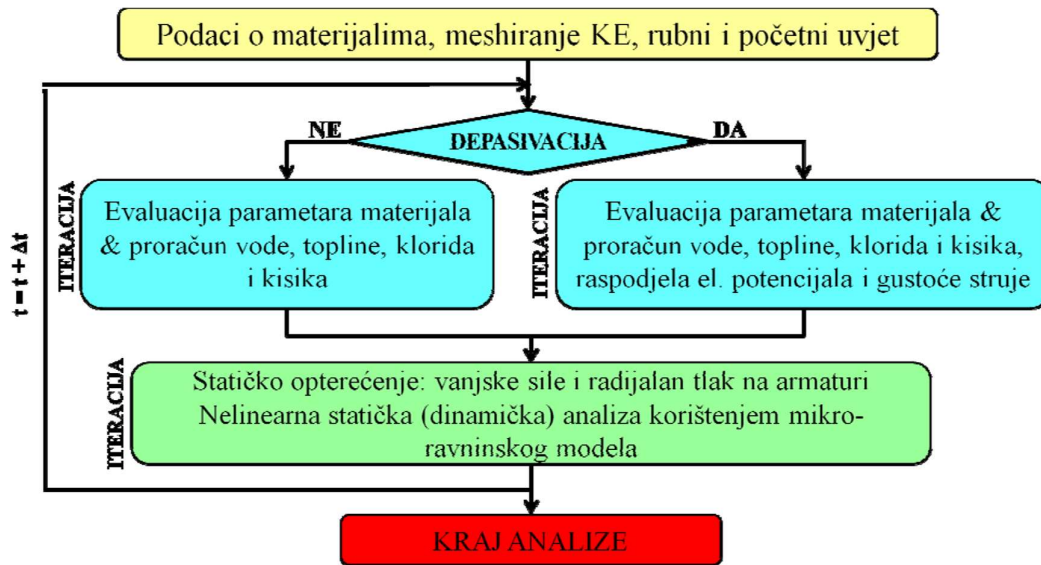 Podaci o materijalima, meshiranje KE, rubni i početni uvjet
NE
DEPASIVACIJA
DA
ITERACIJA
Evaluacija parametara materijala
& proračun vode, topline, klorida
i kisika
ITERACIJA
Evaluacija parametara materijala &
proračun vode, topline, klorida i kisika,
raspodjela el. potencijala i gustoće struje
t = t + Δt
ITERACIJA
Statičko opterećenje: vanjske sile i radijalan tlak na armaturi
Nelinearna statička (dinamička) analiza korištenjem mikro-
ravninskog modela
KRAJ ANALIZE